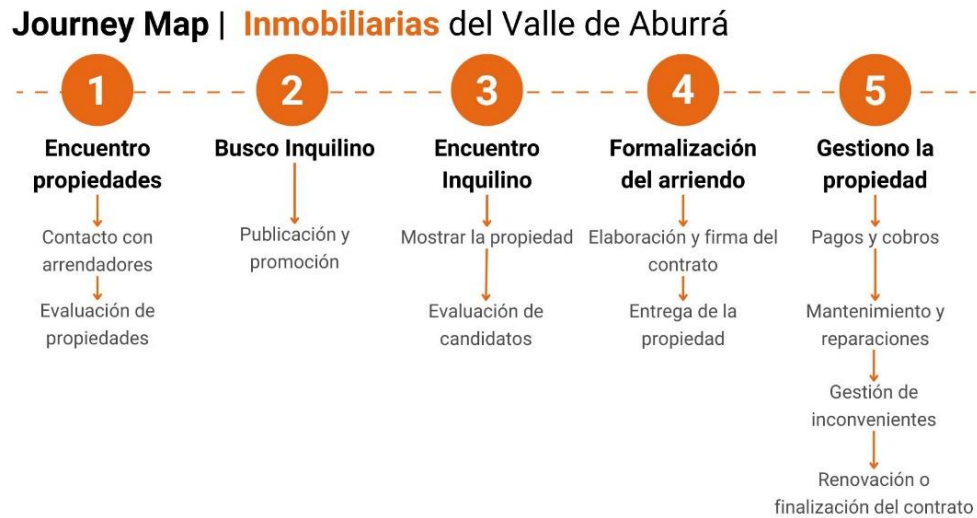 Journey Map | Inmobiliarias del Valle de Aburrá
1
Encuentro
propiedades
Contacto con
arrendadores
Evaluación de
propiedades
2
Busco Inquilino
Publicación y
promoción
3
Encuentro
Inquilino
Mostrar la propiedad
Evaluación de
candidatos
4
Formalización
del arriendo
Elaboración y firma del
contrato
Entrega de la
propiedad
5
Gestiono la
propiedad
Pagos y cobros
Mantenimiento y
reparaciones
Gestión de
inconvenientes
Renovación o
finalización del contrato